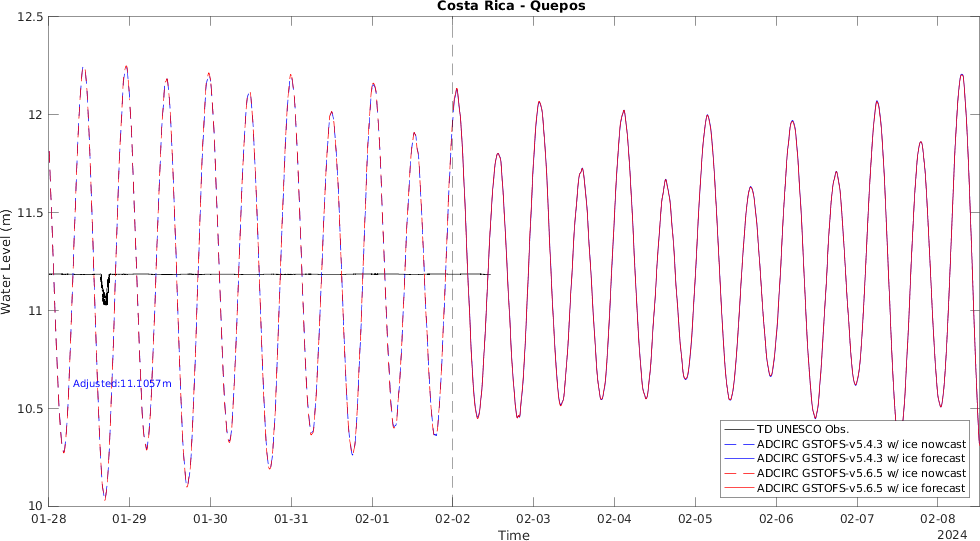 Costa Rica - Quepos
12.5
12
11.5
11
10.5
10
Water Level (m)
Adjusted:11.1057m
TD UNESCO Obs.
ADCIRC GSTOFS-v5.4.3 w/ ice nowcast
ADCIRC GSTOFS-v5.4.3 w/ ice forecast
ADCIRC GSTOFS-v5.6.5 w/ ice nowcast
ADCIRC GSTOFS-v5.6.5 w/ ice forecast
01-28 01-29 01-30 01-31 02-01 02-02 02-03 02-04 02-05 02-06 02-07 02-08
Time
2024